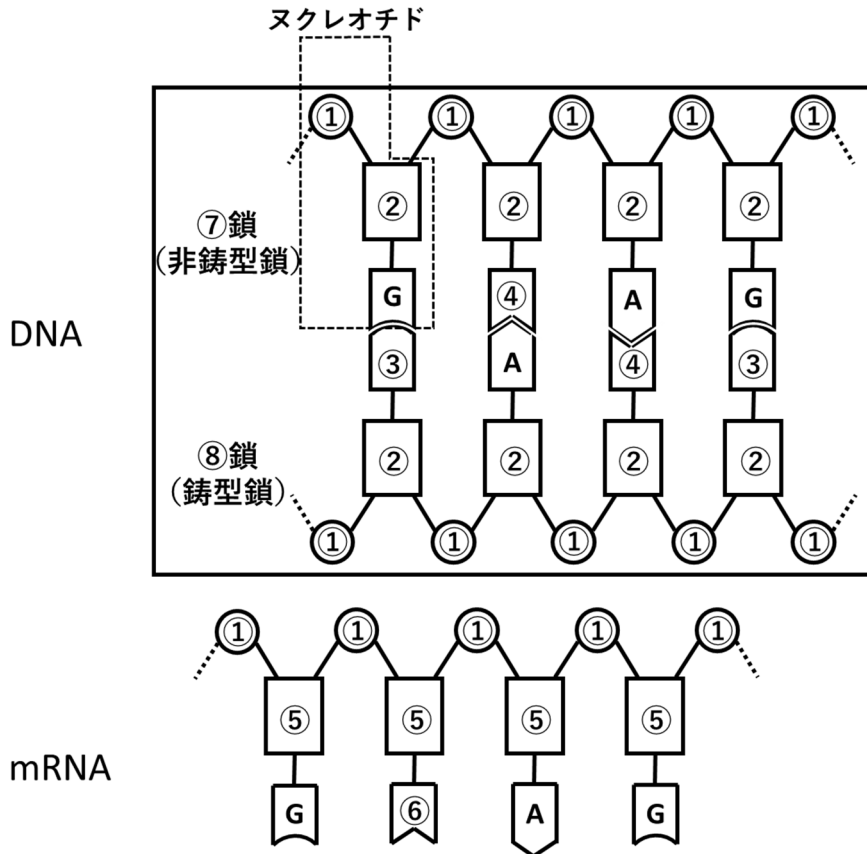 ヌクレオチド
① ① ① ① ①
② ② ② ②
⑦鎖
(非鋳型鎖)
G ④ A G
DNA
③ A ④ ③
⑧鎖
(鋳型鎖)
② ② ② ②
① ① ① ① ①
① ① ① ① ①
⑤ ⑤ ⑤ ⑤
mRNA
G ⑥ A G